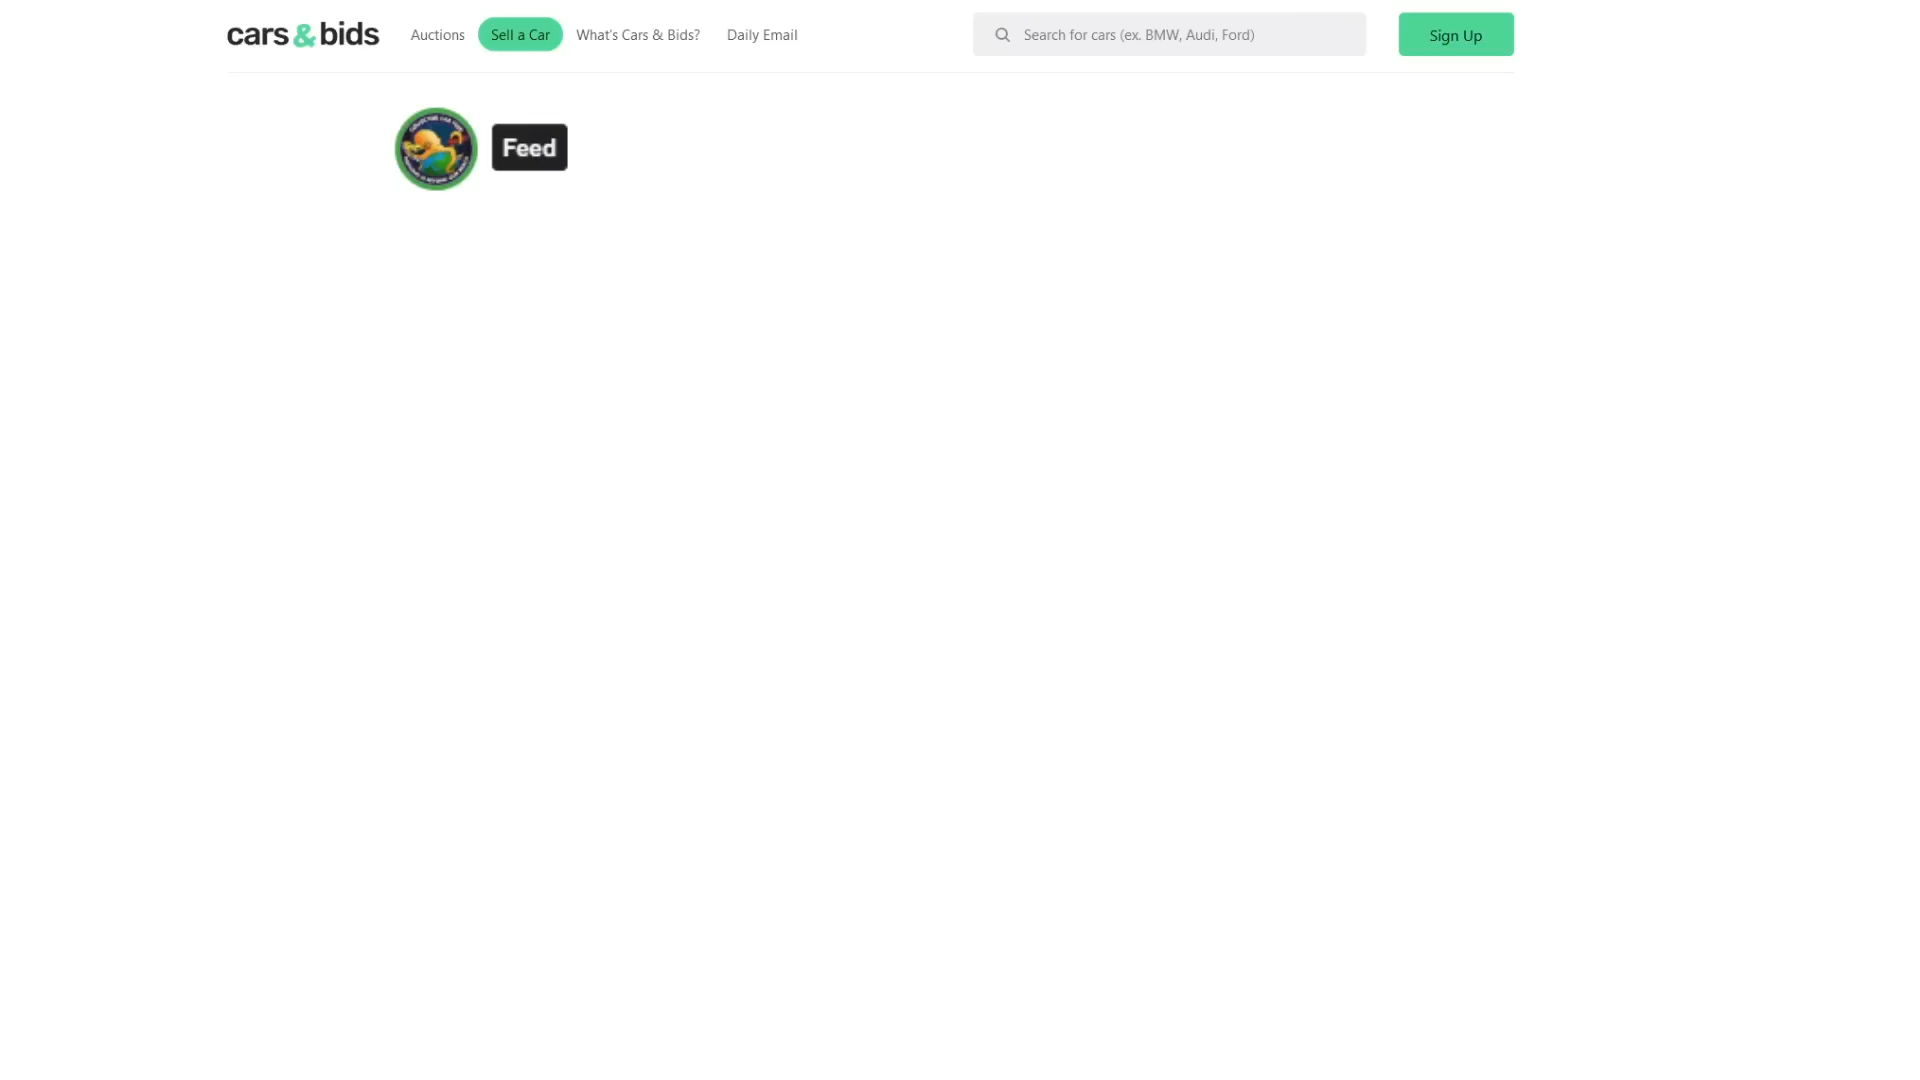 cars & bids
Auctions
Sell a Car
What's Cars & Bids?
Daily Email
Search for cars (ex. BMW, Audi, Ford)
Sign Up
Feed